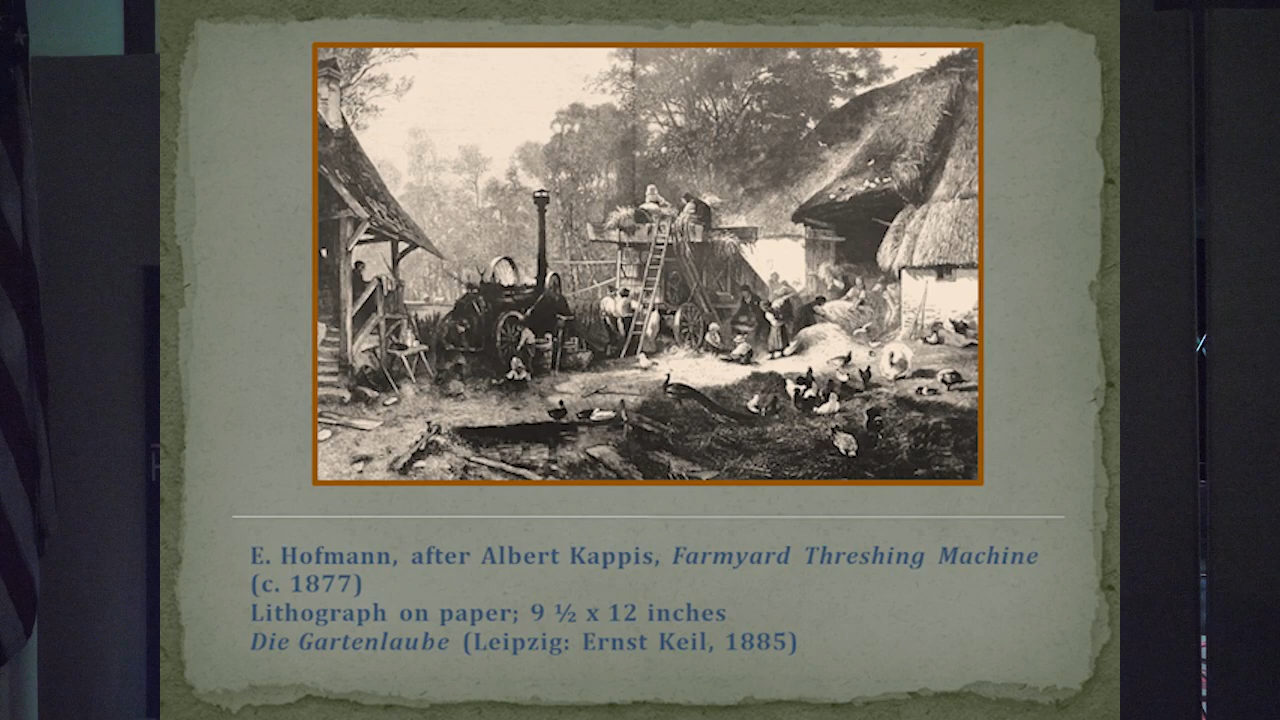 E. Hofmann, after Albert Kappis, Farmyard Threshing Machine
(c. 1877)
Lithograph on paper; 9 ½ x 12 inches
Die Gartenlaube (Leipzig: Ernst Keil, 1885)